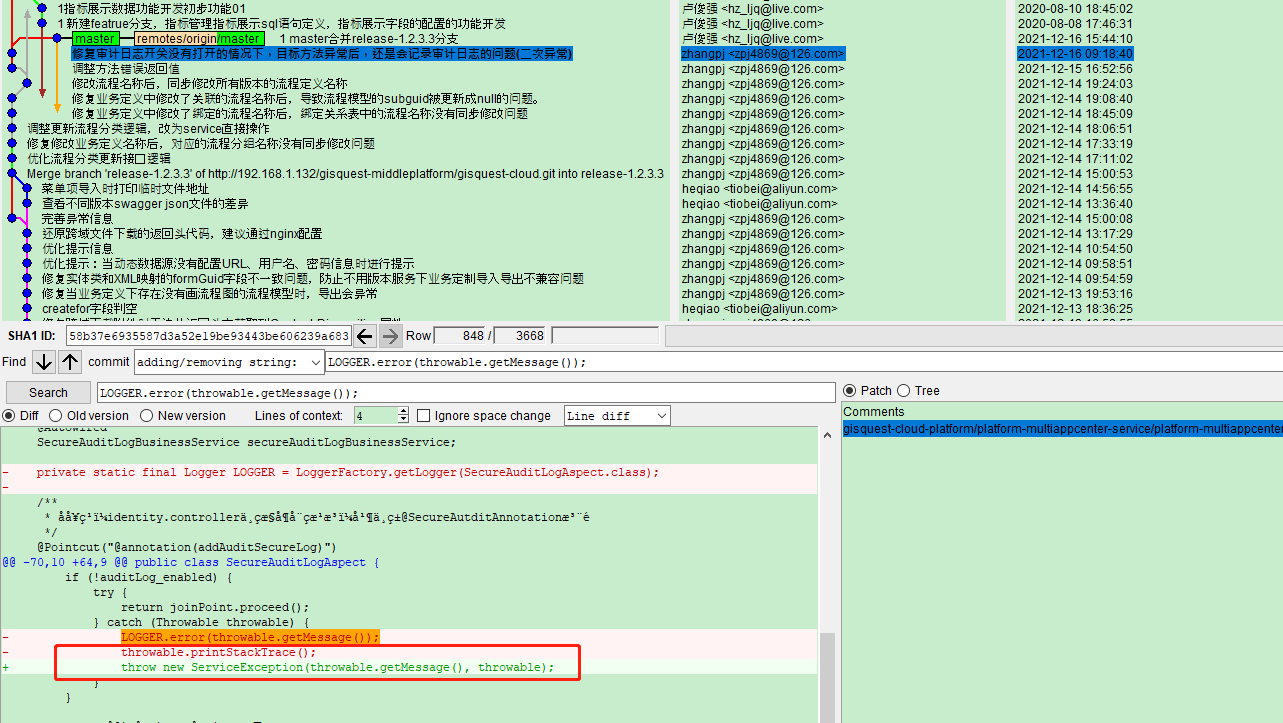 1指标展示数据功能开发初步功能01 卢俊强 <hz_ljq@live.com> 2020-08-10 18:45:02
1 新建featrue分支，指标管理指标展示sql语句定义，指标展示字段的配置的功能开发 卢俊强 <hz_ljq@live.com> 2020-08-08 17:46:31
master remotes/origin/master 1 master合并release-1.2.3.3分支 卢俊强 <hz_ljq@live.com> 2021-12-16 15:44:10
修复审计日志开关没有打开的情况下，目标方法异常后，还是会记录审计日志的问题(二次异常) zhangpj <zpj4869@126.com> 2021-12-16 09:18:40
调整方法错误返回值 zhangpj <zpj4869@126.com> 2021-12-15 16:52:56
修改流程名称后，同步修改所有版本的流程定义名称 zhangpj <zpj4869@126.com> 2021-12-14 19:24:03
修复业务定义中修改了关联的流程名称后，导致流程模型的subguid被更新成null的问题。 zhangpj <zpj4869@126.com> 2021-12-14 19:08:40
修复业务定义中修改了绑定的流程名称后，绑定关系表中的流程名称没有同步修改问题 zhangpj <zpj4869@126.com> 2021-12-14 18:45:09
调整更新流程分类逻辑，改为service直接操作 zhangpj <zpj4869@126.com> 2021-12-14 18:06:51
修复修改业务定义名称后，对应的流程分组名称没有同步修改问题 zhangpj <zpj4869@126.com> 2021-12-14 17:33:19
优化流程分类更新接口逻辑 zhangpj <zpj4869@126.com> 2021-12-14 17:11:02
Merge branch 'release-1.2.3.3' of http://192.168.1.132/gisquest-middleplatform/gisquest-cloud.git into release-1.2.3.3 zhangpj <zpj4869@126.com> 2021-12-14 15:00:53
菜单项导入时打印临时文件地址 heqiao <tiobei@aliyun.com> 2021-12-14 14:56:55
查看不同版本swagger json文件的差异 heqiao <tiobei@aliyun.com> 2021-12-14 13:36:40
完善异常信息 zhangpj <zpj4869@126.com> 2021-12-14 15:00:08
还原跨域文件下载的返回头代码，建议通过nginx配置 zhangpj <zpj4869@126.com> 2021-12-14 13:17:29
优化提示信息 zhangpj <zpj4869@126.com> 2021-12-14 10:54:50
优化提示：当动态数据源没有配置URL、用户名、密码信息时进行提示 zhangpj <zpj4869@126.com> 2021-12-14 09:58:51
修复实体类和XML映射的formGuid字段不一致问题，防止不用版本服务下业务定制导入导出不兼容问题 zhangpj <zpj4869@126.com> 2021-12-14 09:54:59
修复当业务定义下存在没有画流程图的流程模型时，导出会异常 zhangpj <zpj4869@126.com> 2021-12-13 19:53:16
createfor字段判空 heqiao <tiobei@aliyun.com> 2021-12-13 18:36:25
SHA1 ID: 58b37e6935587d3a52e19be93443be606239a683 Row 848 / 3668
Find commit adding/removing string: LOGGER.error(throwable.getMessage());
Search LOGGER.error(throwable.getMessage()); Patch Tree
Diff Old version New version Lines of context: 4 Ignore space change Line diff
Comments
gisquest-cloud-platform/platform-multiappcenter-service/platform-multiappcenter
@Autowired
SecureAuditLogBusinessService secureAuditLogBusinessService;
- private static final Logger LOGGER = LoggerFactory.getLogger(SecureAuditLogAspect.class);
-
/**
*/
@Pointcut("@annotation(addAuditSecureLog)")
@@ -70,10 +64,9 @@ public class SecureAuditLogAspect {
if (!auditLog_enabled) {
try {
return joinPoint.proceed();
} catch (Throwable throwable) {
- LOGGER.error(throwable.getMessage());
- throwable.printStackTrace();
+ throw new ServiceException(throwable.getMessage(), throwable);
}
}